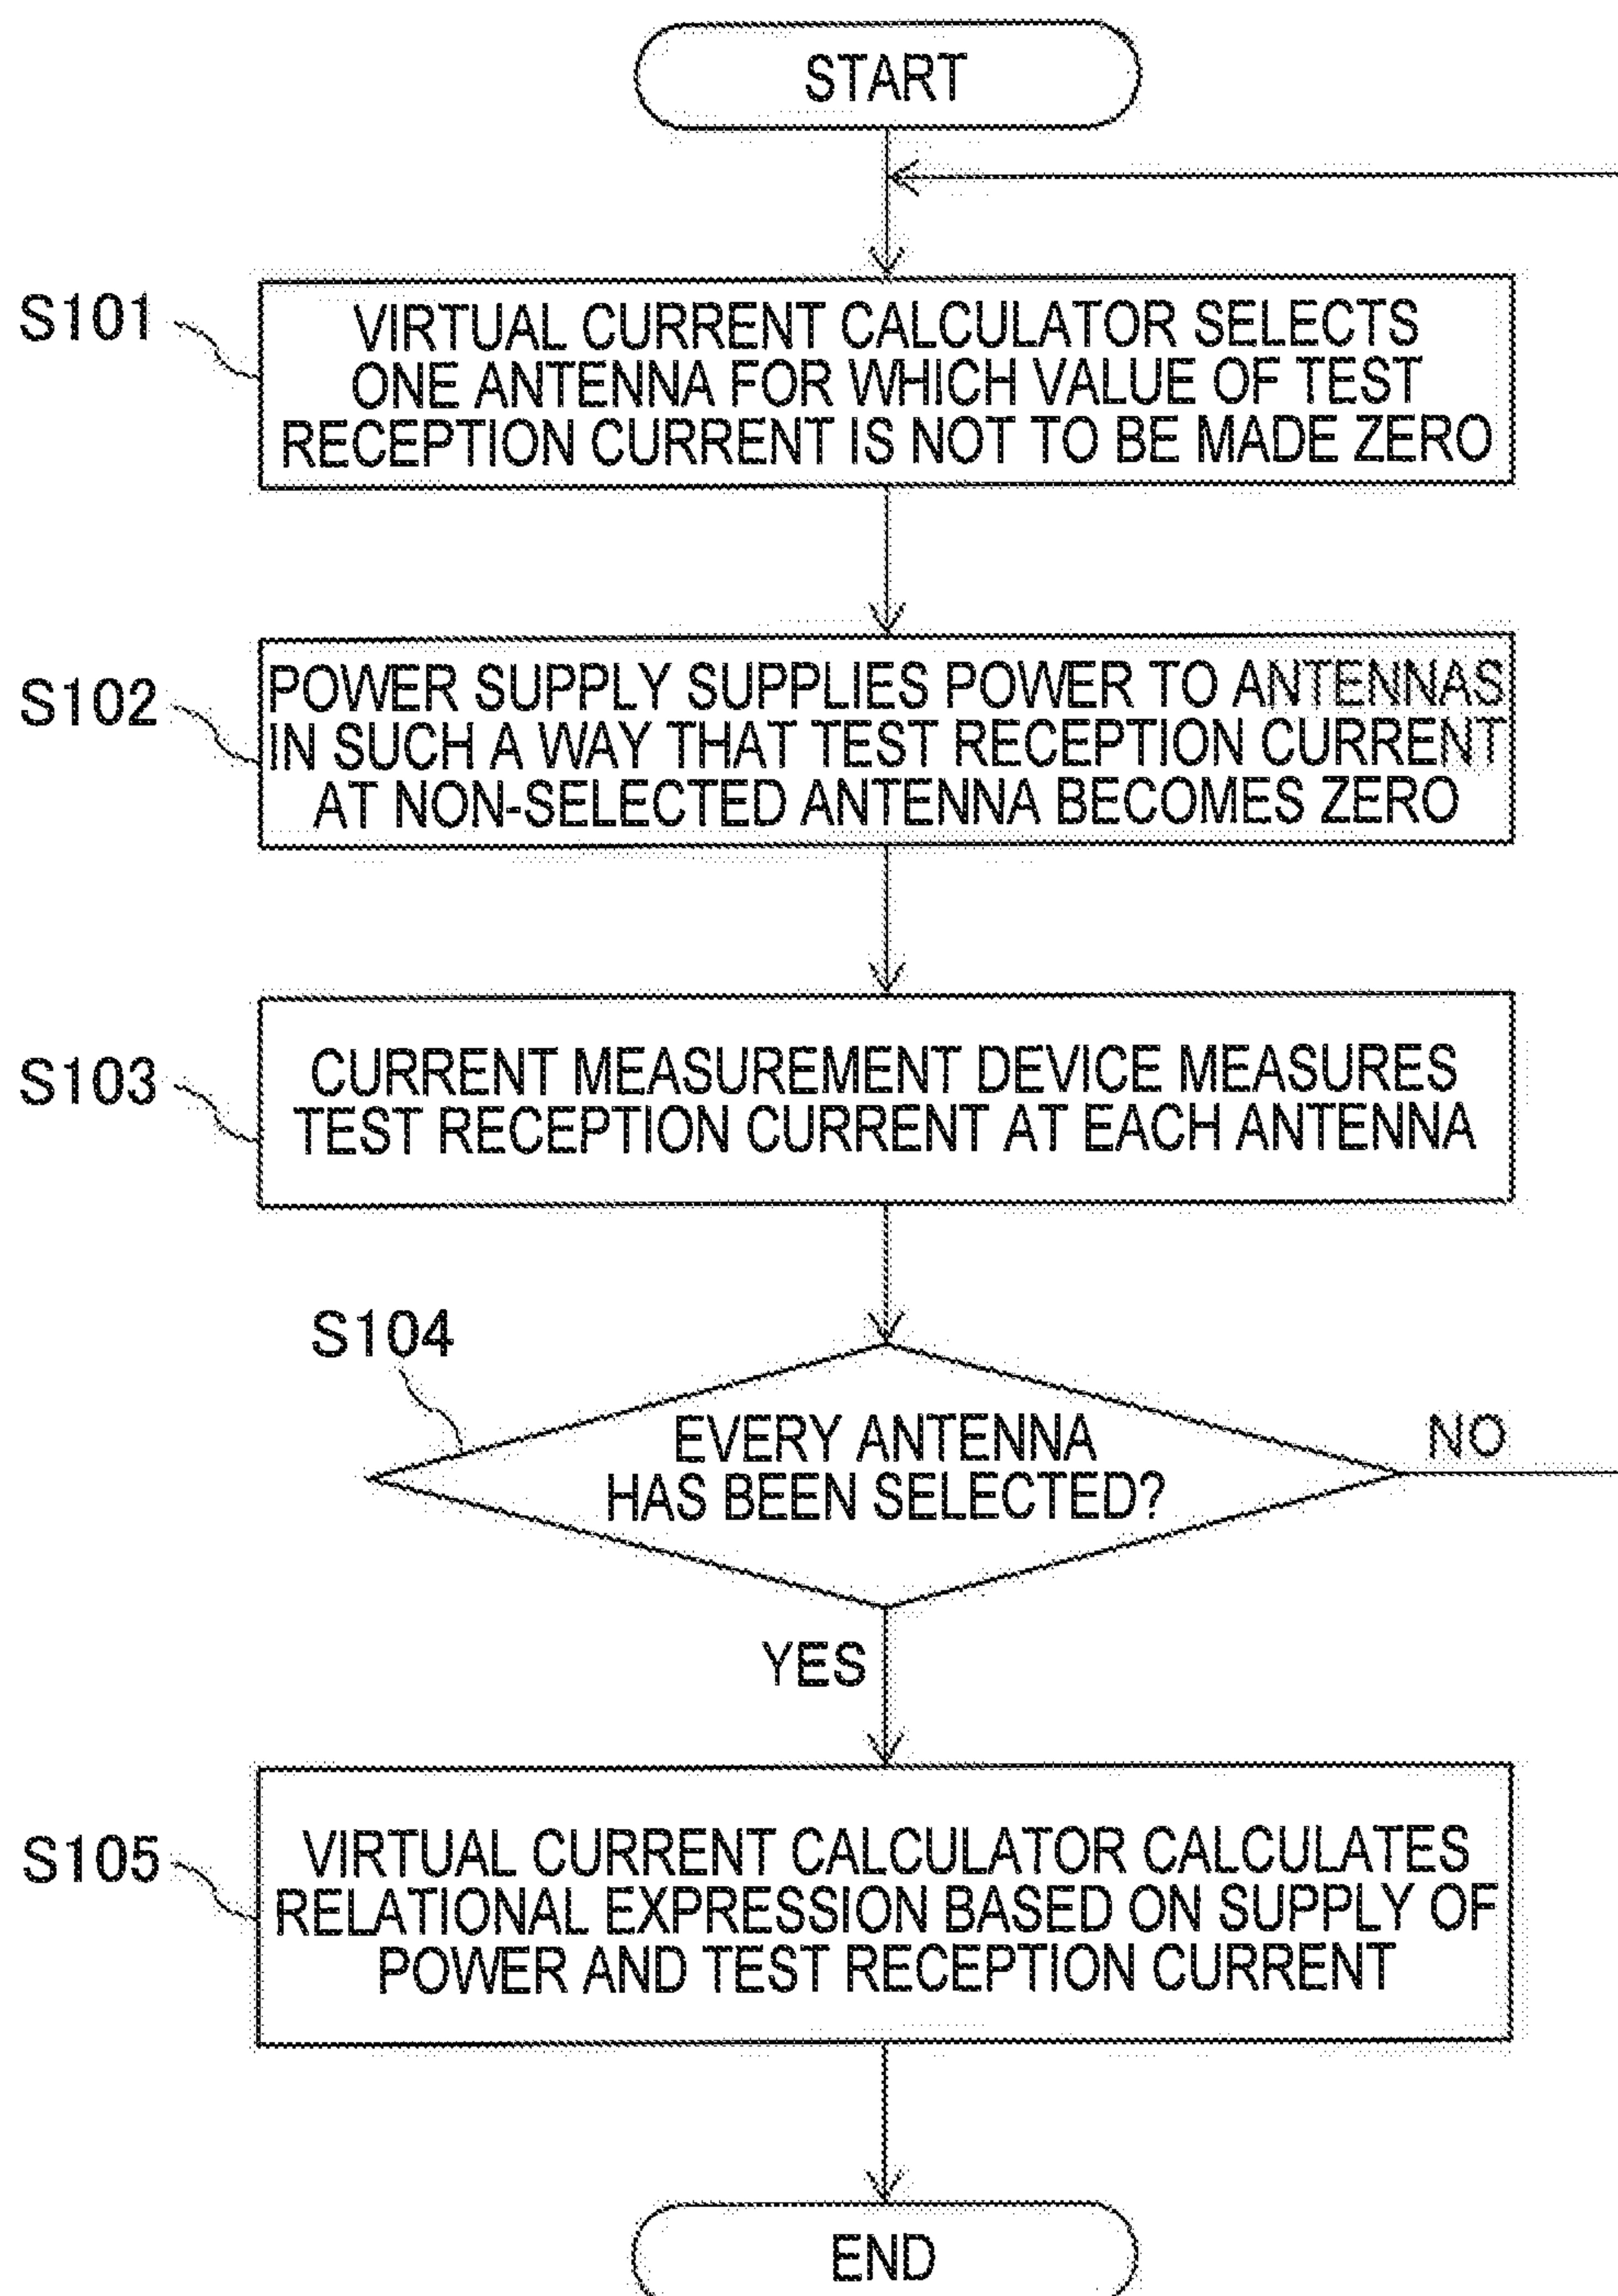 START
S101
VIRTUAL CURRENT CALCULATOR SELECTS
ONE ANTENNA FOR WHICH VALUE OF TEST
RECEPTION CURRENT IS NOT TO BE MADE ZERO
S102
POWER SUPPLY SUPPLIES POWER TO ANTENNAS
IN SUCH A WAY THAT TEST RECEPTION CURRENT
AT NON-SELECTED ANTENNA BECOMES ZERO
S103
CURRENT MEASUREMENT DEVICE MEASURES
TEST RECEPTION CURRENT AT EACH ANTENNA
S104
EVERY ANTENNA
HAS BEEN SELECTED?
NO
YES
S105
VIRTUAL CURRENT CALCULATOR CALCULATES
RELATIONAL EXPRESSION BASED ON SUPPLY OF
POWER AND TEST RECEPTION CURRENT
END